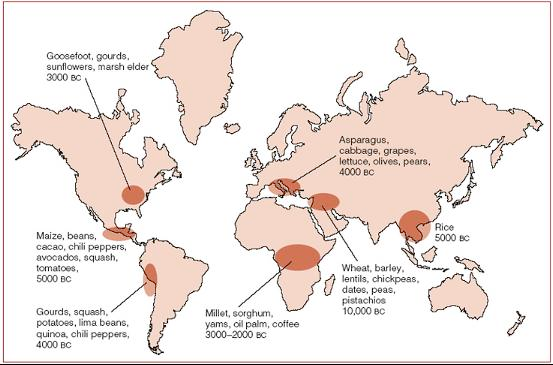 Goosefoot, gourds,
sunflowers, marsh elder
3000 BC
Asparagus,
cabbage, grapes,
lettuce, olives, pears,
4000 BC
Maize, beans,
cacao, chili peppers,
avocados, squash,
tomatoes,
5000 BC
Rice
5000 BC
Wheat, barley,
lentils, chickpeas,
dates, peas,
pistachios
10,000 BC
Gourds, squash,
potatoes, lima beans,
quinoa, chili peppers,
4000 BC
Millet, sorghum,
yams, oil palm, coffee
3000–2000 BC